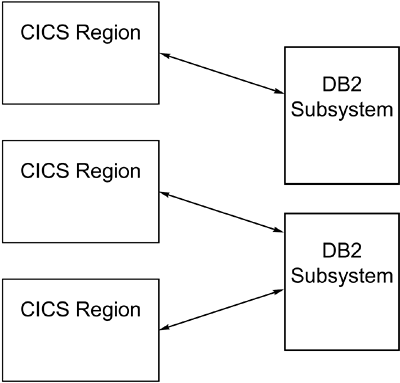 CICS Region
DB2
Subsystem
CICS Region
DB2
Subsystem
CICS Region